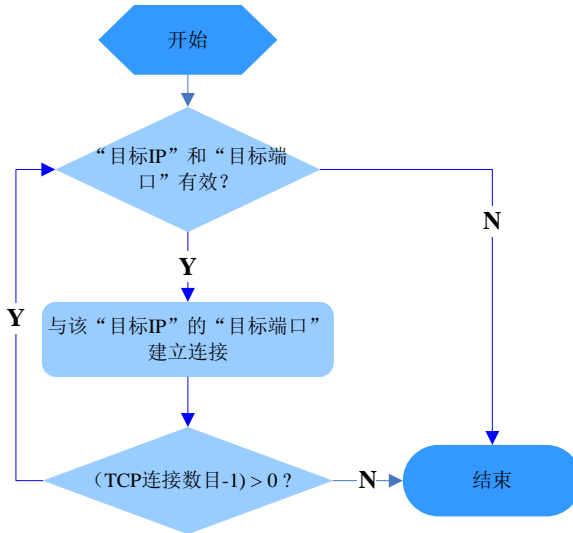 开始
“目标IP”和“目标端
口”有效？
N
Y
Y
与该“目标IP”的“目标端口”
建立连接
（TCP连接数目-1) > 0？
N
结束